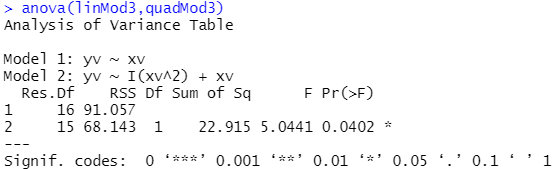 > anova(linMod3,quadMod3)
Analysis of Variance Table

Model 1: yv ~ xv
Model 2: yv ~ I(xv^2) + xv
  Res.Df    RSS Df Sum of Sq      F Pr(>F)
1     16 91.057
2     15 68.143  1    22.915 5.0441 0.0402 *
---
Signif. codes:  0 ‘***’ 0.001 ‘**’ 0.01 ‘*’ 0.05 ‘.’ 0.1 ‘ ’ 1